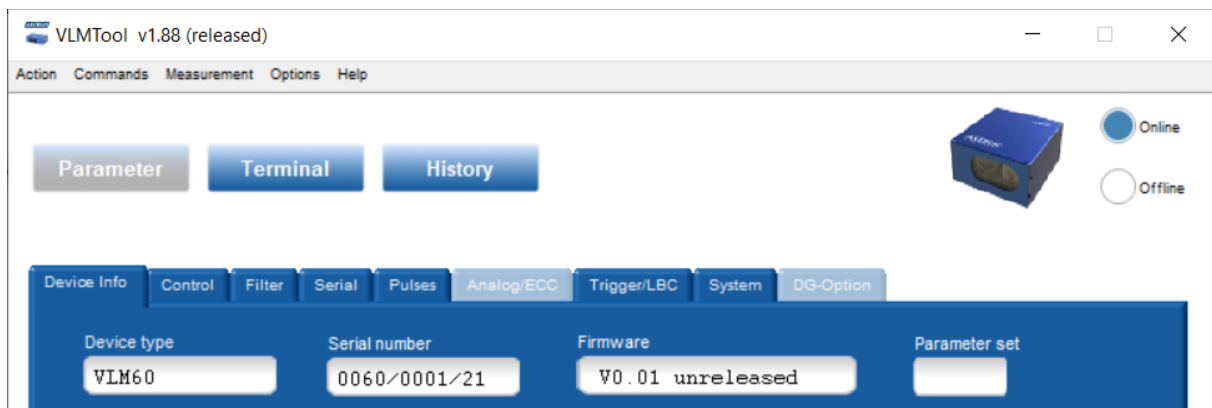 VLMTool v1.88 (released)
Action Commands Measurement Options Help
Parameter Terminal History
Online
Offline
Device Info Control Filter Serial Pulses Analog/ECC Trigger/LBC System DG-Option
Device type Serial number Firmware Parameter set
VLM60 0060/0001/21 V0.01 unreleased